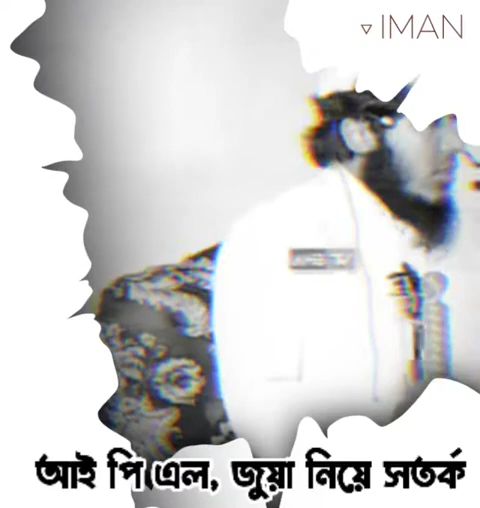 ▿ IMAN
আই পি এল, জুয়া নিয়ে সতর্ক